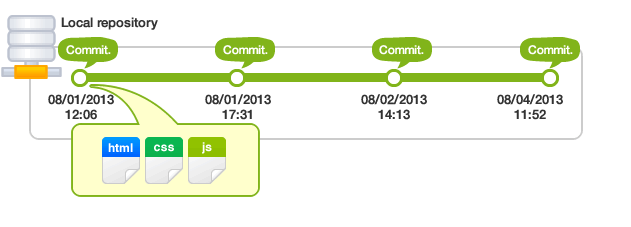 Local repository
Commit.
Commit.
Commit.
Commit.
08/01/2013
12:06
08/01/2013
17:31
08/02/2013
14:13
08/04/2013
11:52
html
css
js